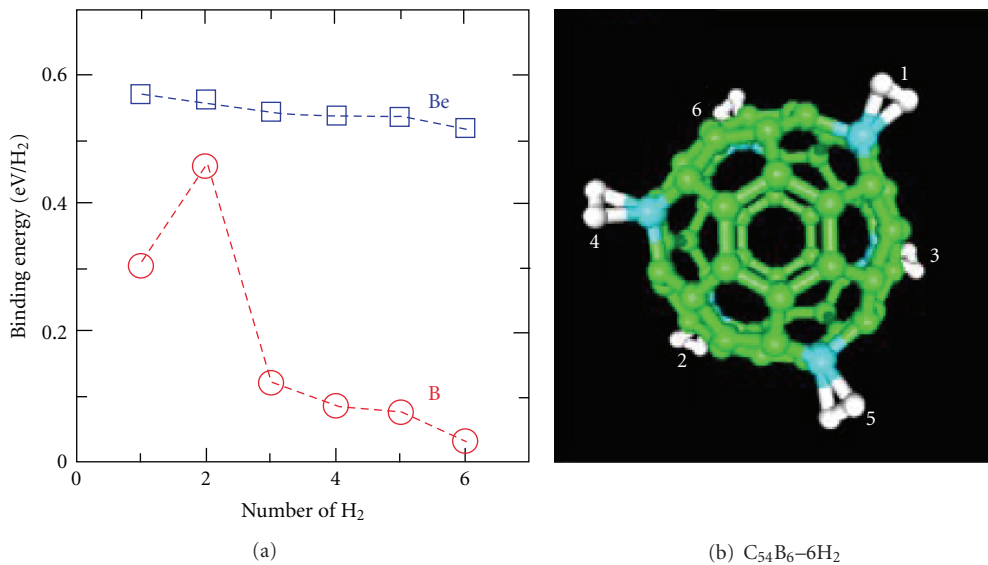 0.6
0.4
0.2
0
0
2
4
6
Binding energy (eV/H₂)
Number of H₂
Be
B
(a)
1
6
4
3
2
5
(b) C₅₄B₆–6H₂